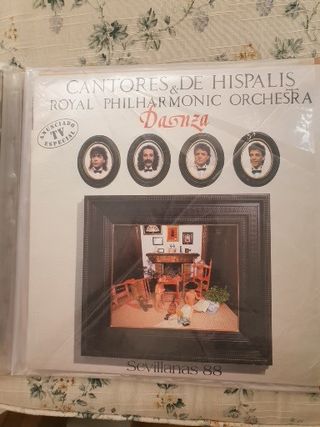 CANTORES DE HISPALIS
&
ROYAL PHILHARMONIC ORCHESTRA
Danza
ANUNCIADO
TV
ESPECIAL
Sevillanas 88